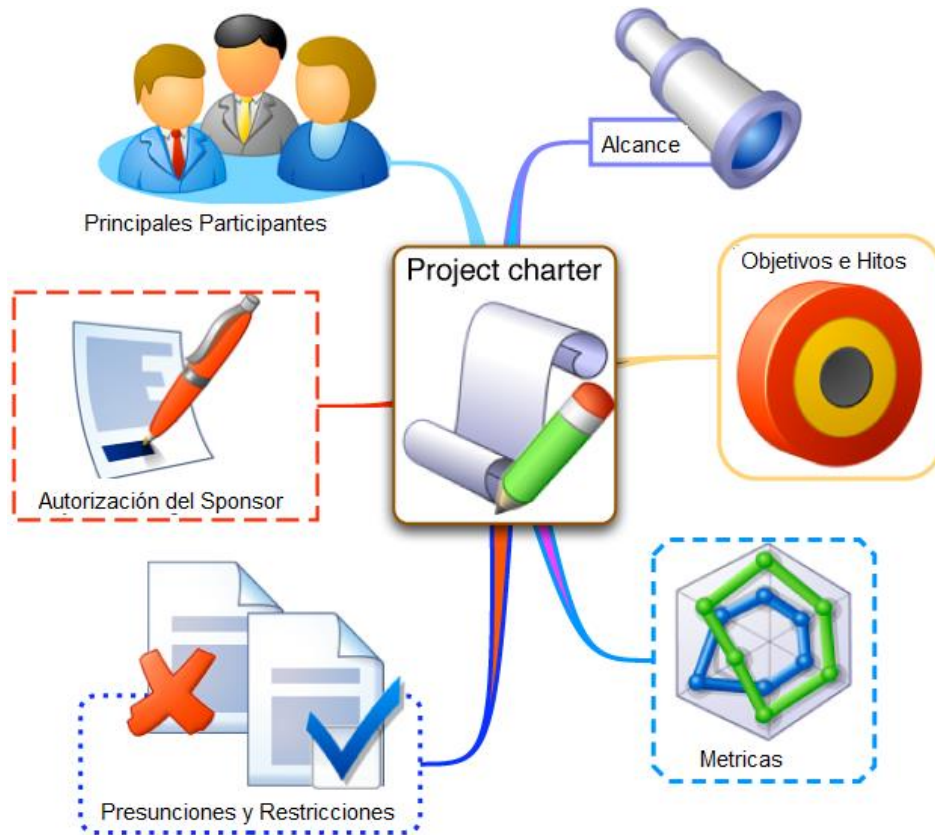 Principales Participantes
Alcance
Project charter
Objetivos e Hitos
Autorización del Sponsor
Metricas
Presunciones y Restricciones